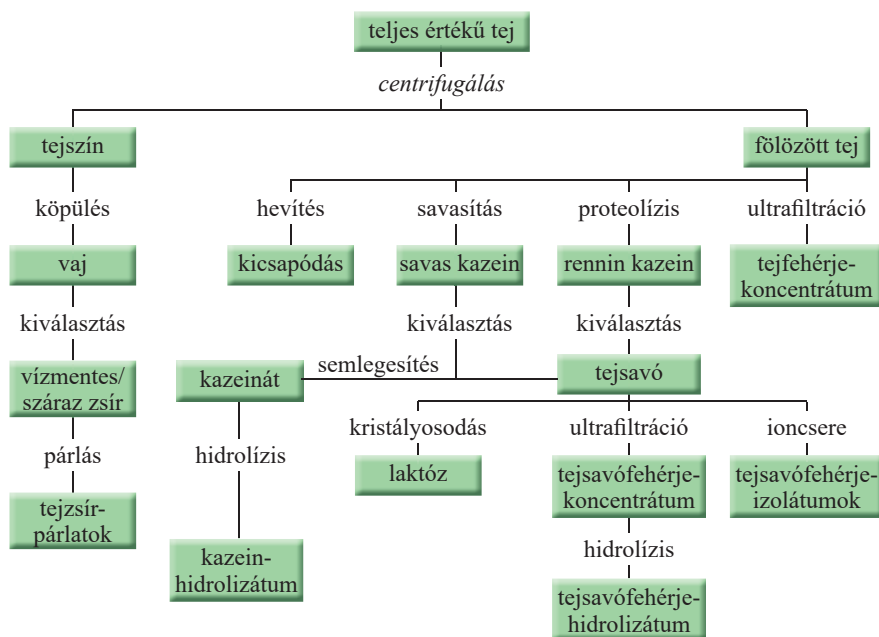 teljes értékű tej
centrifugálás
tejszín
fölözött tej
köpülés
hevítés
savasítás
proteolízis
ultrafiltráció
vaj
kicsapódás
savas kazein
rennin kazein
tejfehérje-
koncentrátum
kiválasztás
kiválasztás
kiválasztás
vízmentes/
száraz zsír
kazeinát
semlegesítés
tejsavó
párlás
hidrolízis
kristályosodás
ultrafiltráció
ioncsere
tejzsír-
párlatok
laktóz
tejsavófehérje-
koncentrátum
tejsavófehérje-
izolátumok
kazein-
hidrolizátum
hidrolízis
tejsavófehérje-
hidrolizátum